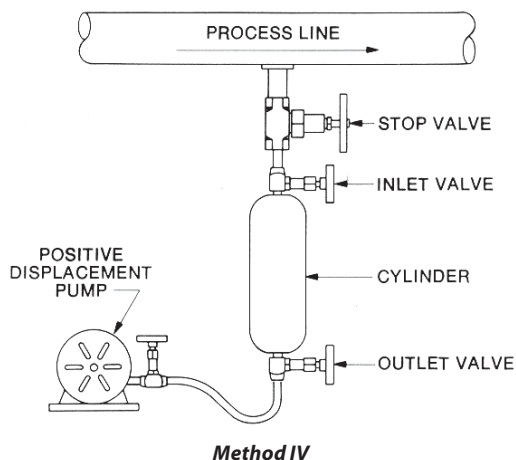 PROCESS LINE
STOP VALVE
INLET VALVE
POSITIVE
DISPLACEMENT
PUMP
CYLINDER
OUTLET VALVE
Method IV